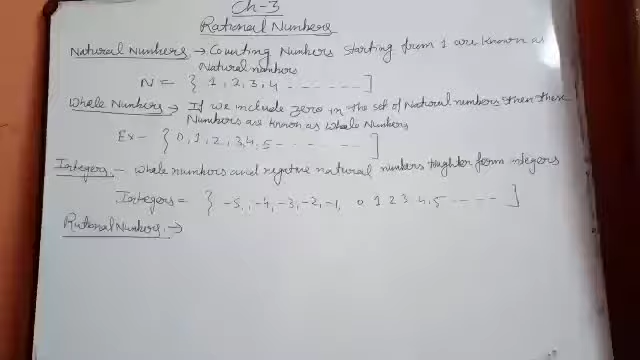 Ch-3
Rational Numbers
Natural Numbers → Counting Numbers starting from 1 are known as
Natural numbers
N = { 1, 2, 3, 4 - - - - - - - ]
Whole Numbers → If we include zero in the set of Natural numbers then these
Numbers are known as Whole Numbers
Ex - { 0, 1, 2, 3, 4, 5 - - - - - - - - ]
Integers - Whole numbers and negative natural numbers form integers
Integers = { -5, -4, -3, -2, -1, 0 1 2 3 4, 5 - - - - - ]
Rational Numbers →